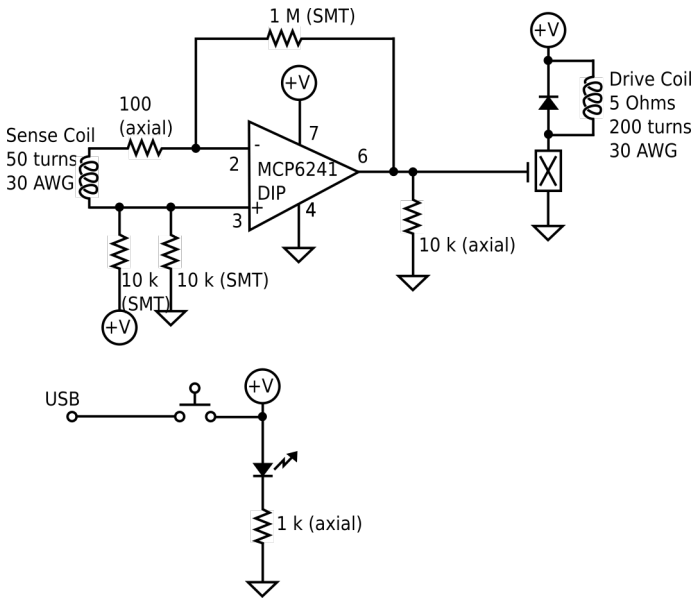 1 M (SMT)
+V
+V
100
(axial)
Drive Coil
5 Ohms
200 turns
30 AWG
Sense Coil
50 turns
30 AWG
7
-
2
MCP6241
DIP
6
+
3
4
10 k (axial)
10 k
(SMT)
10 k (SMT)
+V
USB
+V
1 k (axial)